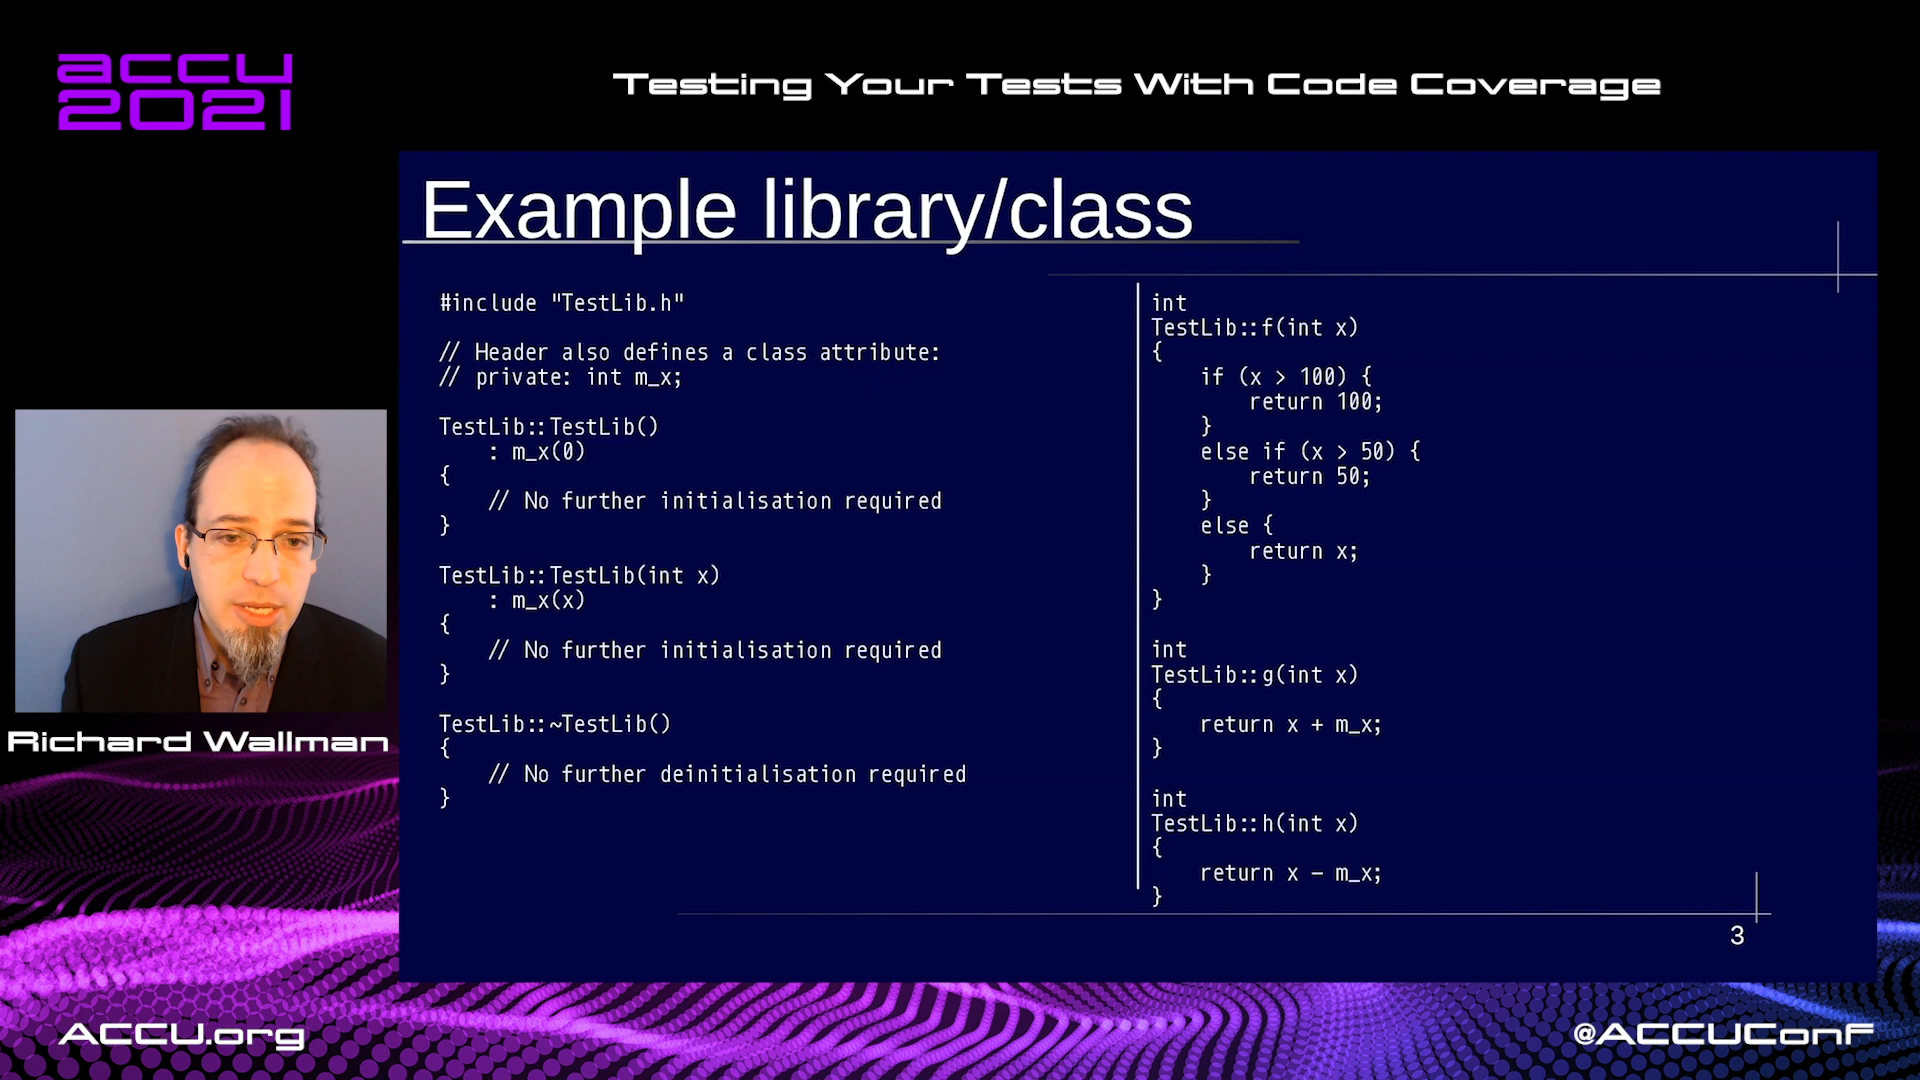 accu
2021
Testing Your Tests With Code Coverage
Example library/class
#include "TestLib.h"
// Header also defines a class attribute:
// private: int m_x;
TestLib::TestLib()
: m_x(0)
{
// No further initialisation required
}
TestLib::TestLib(int x)
: m_x(x)
{
// No further initialisation required
}
TestLib::~TestLib()
{
// No further deinitialisation required
}
int
TestLib::f(int x)
{
if (x > 100) {
return 100;
}
else if (x > 50) {
return 50;
}
else {
return x;
}
}
int
TestLib::g(int x)
{
return x + m_x;
}
int
TestLib::h(int x)
{
return x - m_x;
}
3
Richard Wallman
ACCU.org
@ACCUConf